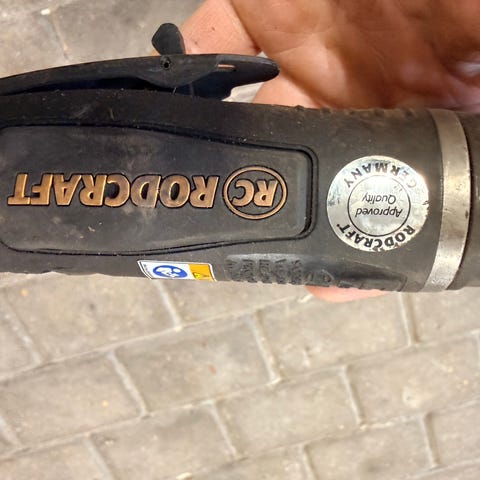 RC RODCRAFT
RODCRAFT
Approved
Quality
GERMANY